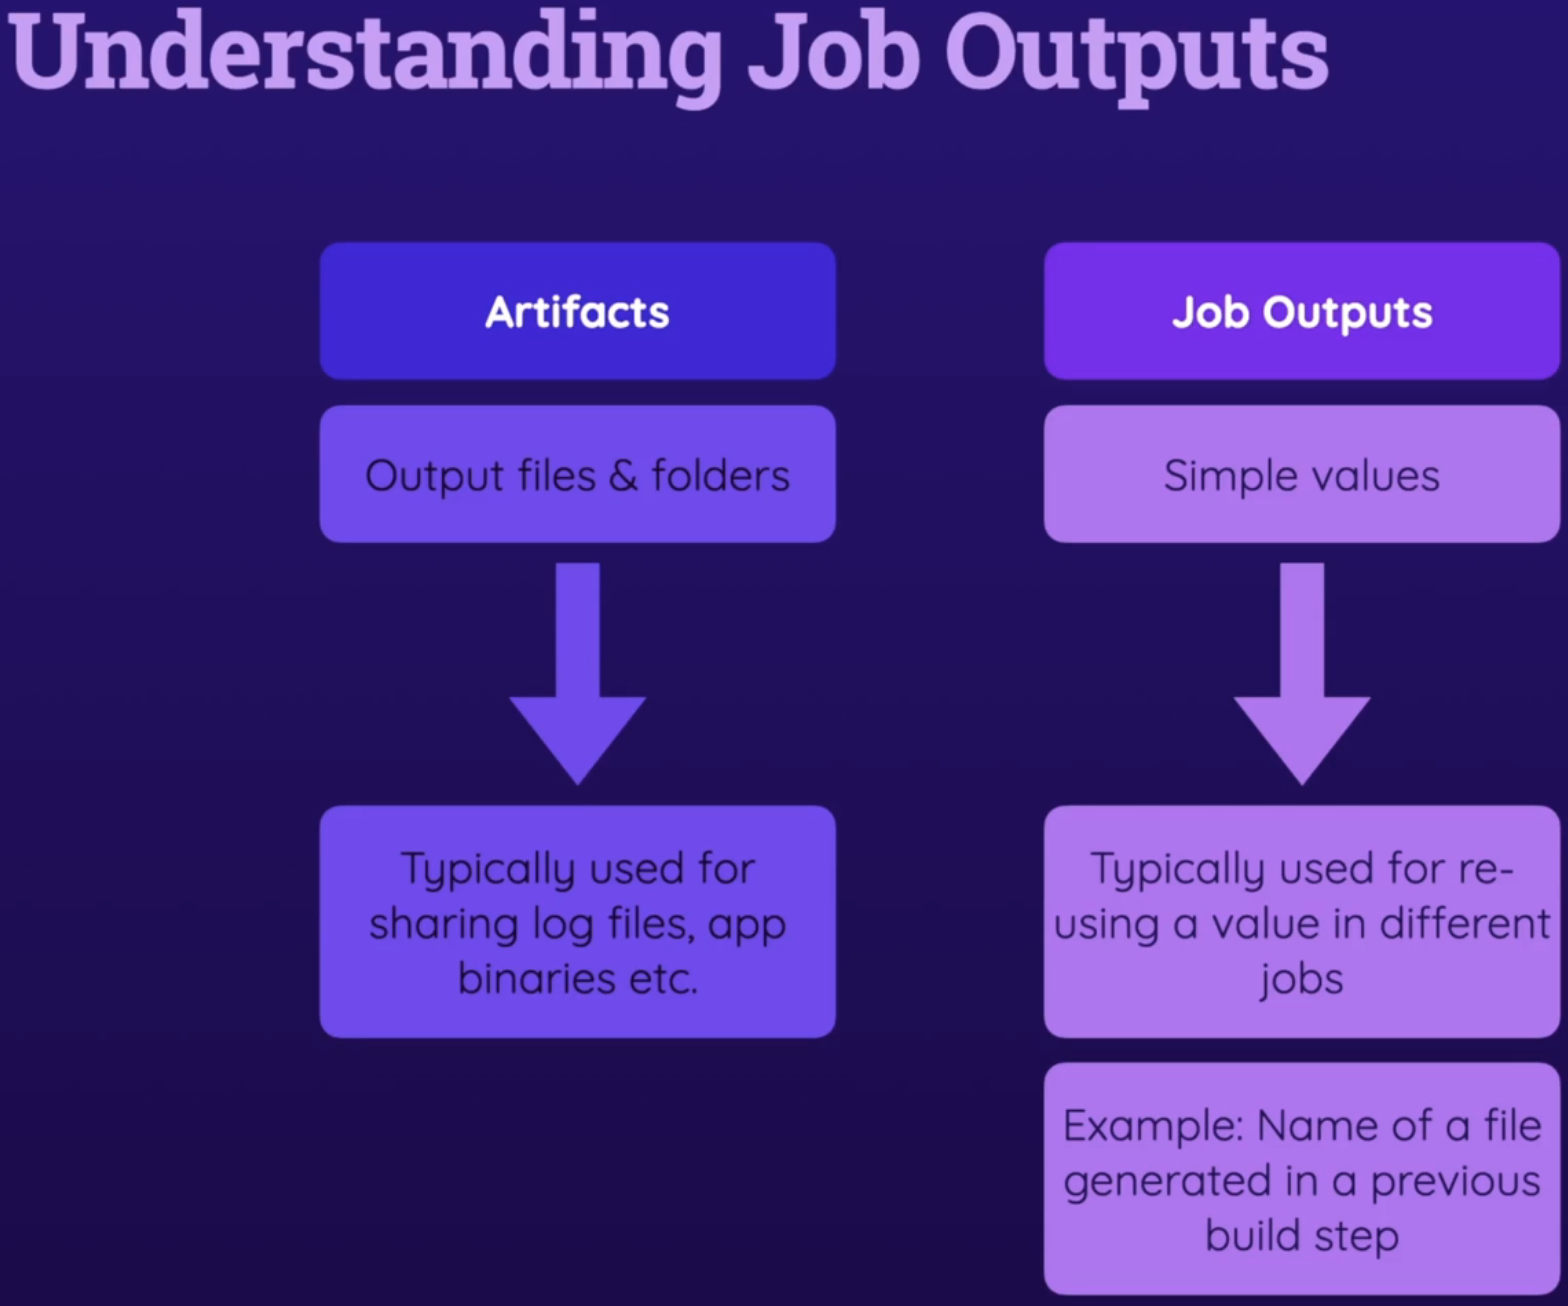 Understanding Job Outputs
Artifacts
Output files & folders
Typically used for
sharing log files, app
binaries etc.
Job Outputs
Simple values
Typically used for re-
using a value in different
jobs
Example: Name of a file
generated in a previous
build step